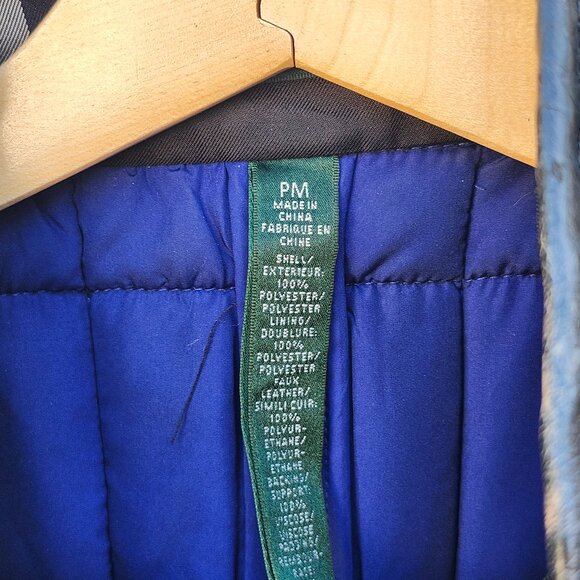 PM
MADE IN
CHINA
FABRIQUE EN
CHINE
SHELL/
EXTERIEUR:
100%
POLYESTER/
POLYESTER
LINING/
DOUBLURE:
100%
POLYESTER/
POLYESTER
FAUX
LEATHER/
SIMILI CUIR:
100%
POLYUR-
ETHANE/
POLYUR-
ETHANE
BACKING/
SUPPORT:
100%
VISCOSE/
VISCOSE